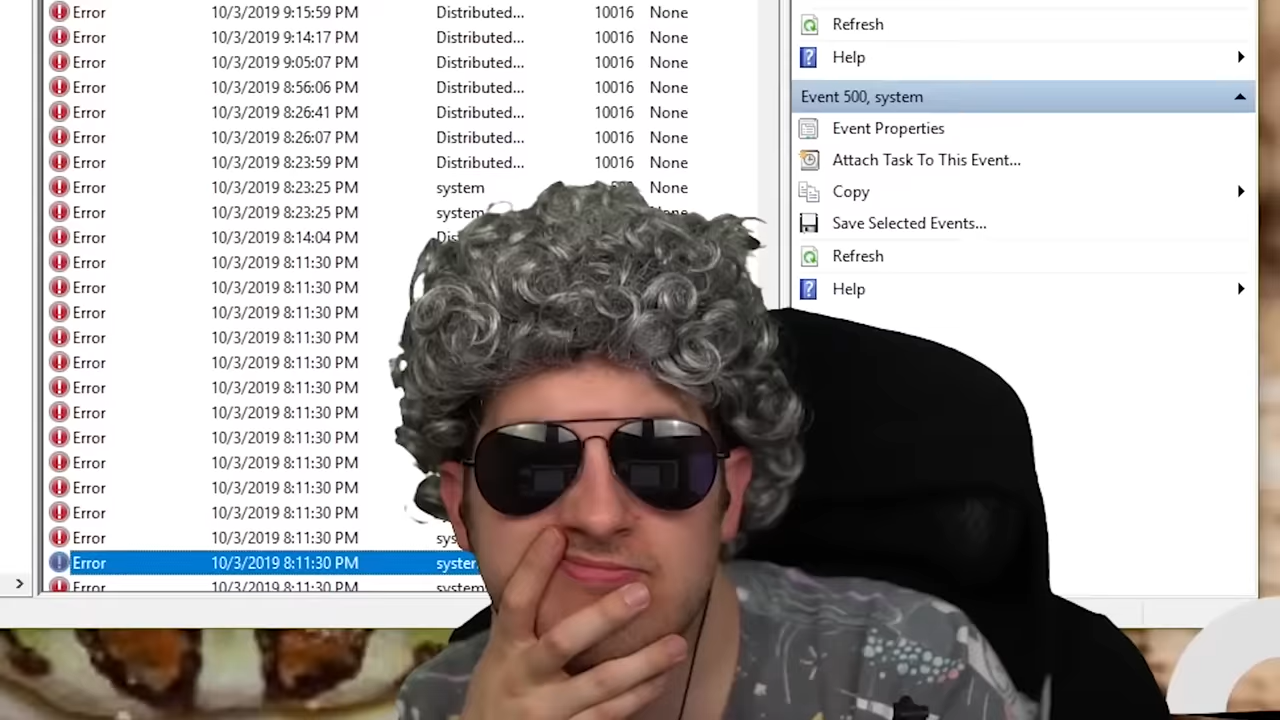 Error 10/3/2019 9:15:59 PM Distributed... 10016 None
Error 10/3/2019 9:14:17 PM Distributed... 10016 None
Error 10/3/2019 9:05:07 PM Distributed... 10016 None
Error 10/3/2019 8:56:06 PM Distributed... 10016 None
Error 10/3/2019 8:26:41 PM Distributed... 10016 None
Error 10/3/2019 8:26:07 PM Distributed... 10016 None
Error 10/3/2019 8:23:59 PM Distributed... 10016 None
Error 10/3/2019 8:23:25 PM system None
Error 10/3/2019 8:23:25 PM system
Error 10/3/2019 8:14:04 PM
Error 10/3/2019 8:11:30 PM
Error 10/3/2019 8:11:30 PM
Error 10/3/2019 8:11:30 PM
Error 10/3/2019 8:11:30 PM
Error 10/3/2019 8:11:30 PM
Error 10/3/2019 8:11:30 PM
Error 10/3/2019 8:11:30 PM
Error 10/3/2019 8:11:30 PM
Error 10/3/2019 8:11:30 PM
Error 10/3/2019 8:11:30 PM
Error 10/3/2019 8:11:30 PM
Error 10/3/2019 8:11:30 PM
Error 10/3/2019 8:11:30 PM system
Error 10/3/2019 8:11:30 PM system
Refresh
Help
Event 500, system
Event Properties
Attach Task To This Event...
Copy
Save Selected Events...
Refresh
Help